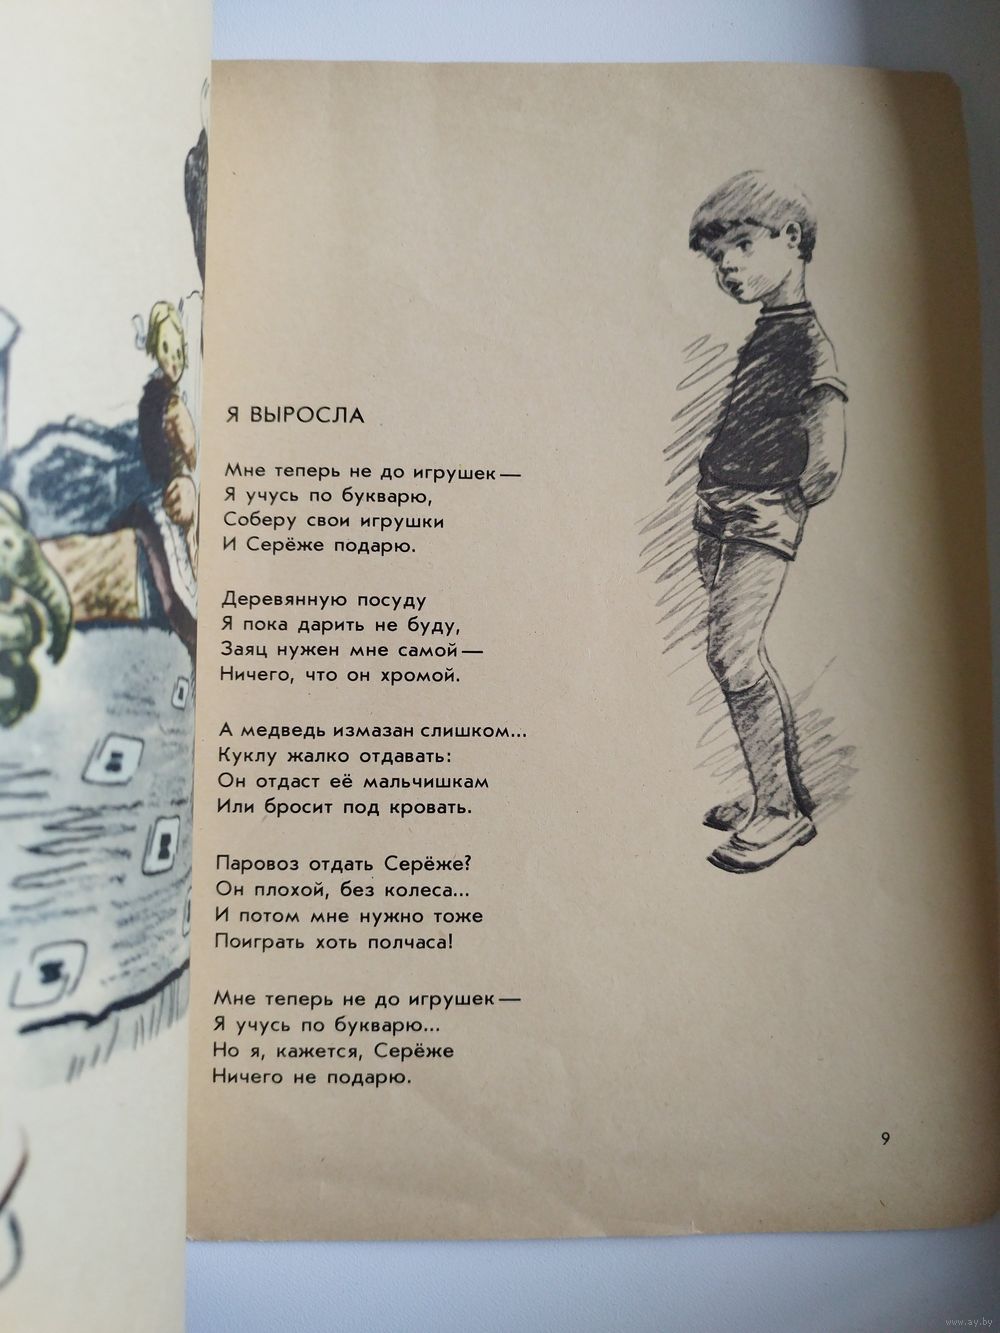 Я ВЫРОСЛА
Мне теперь не до игрушек —
Я учусь по букварю,
Соберу свои игрушки
И Серёже подарю.
Деревянную посуду
Я пока дарить не буду,
Заяц нужен мне самой —
Ничего, что он хромой.
А медведь измазан слишком...
Куклу жалко отдавать:
Он отдаст её мальчишкам
Или бросит под кровать.
Паровоз отдать Серёже?
Он плохой, без колеса...
И потом мне нужно тоже
Поиграть хоть полчаса!
Мне теперь не до игрушек —
Я учусь по букварю...
Но я, кажется, Серёже
Ничего не подарю.
9
www.ay.by